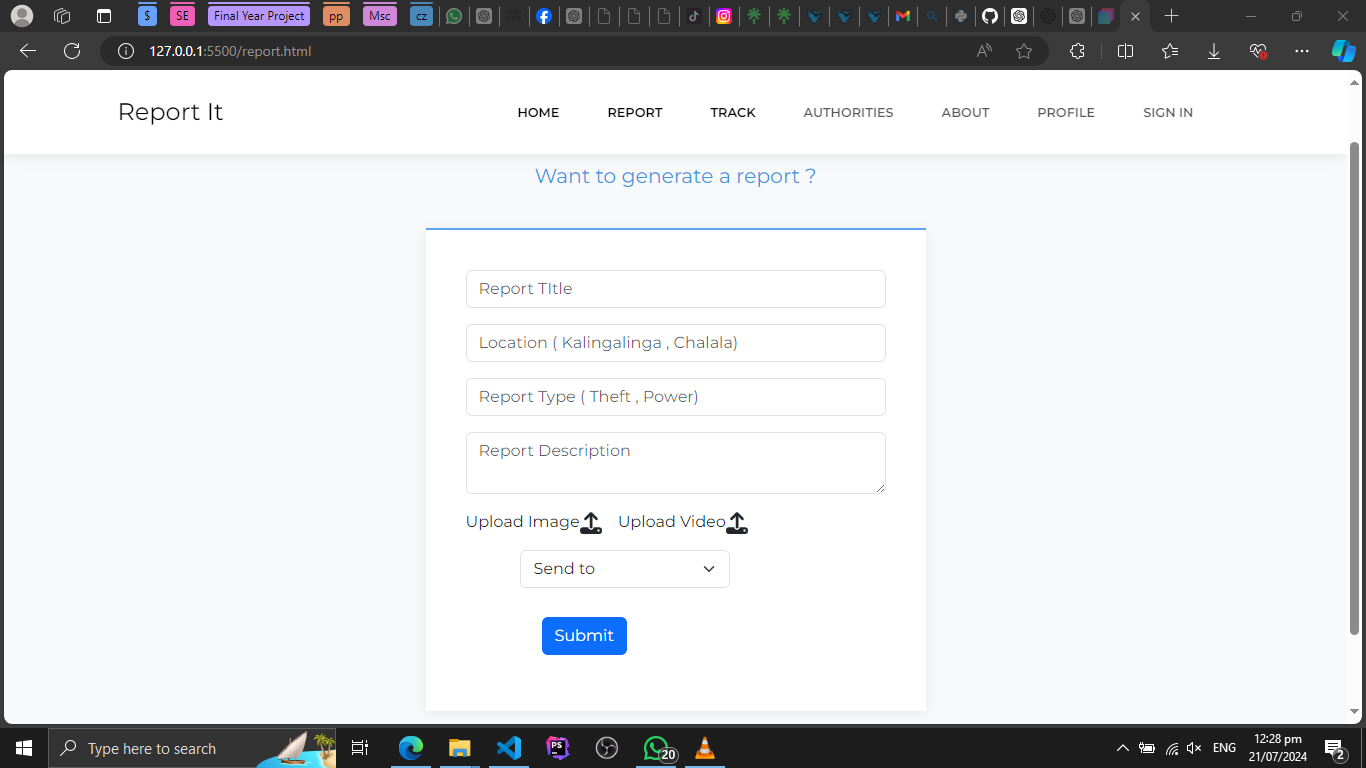 $ SE Final Year Project pp Msc cz
127.0.0.1:5500/report.html
Report It HOME REPORT TRACK AUTHORITIES ABOUT PROFILE SIGN IN
Want to generate a report ?
Report TItle
Location ( Kalingalinga , Chalala)
Report Type ( Theft , Power)
Report Description
Upload Image Upload Video
Send to
Submit
Type here to search PS 20 ENG 12:28 pm
21/07/2024 2